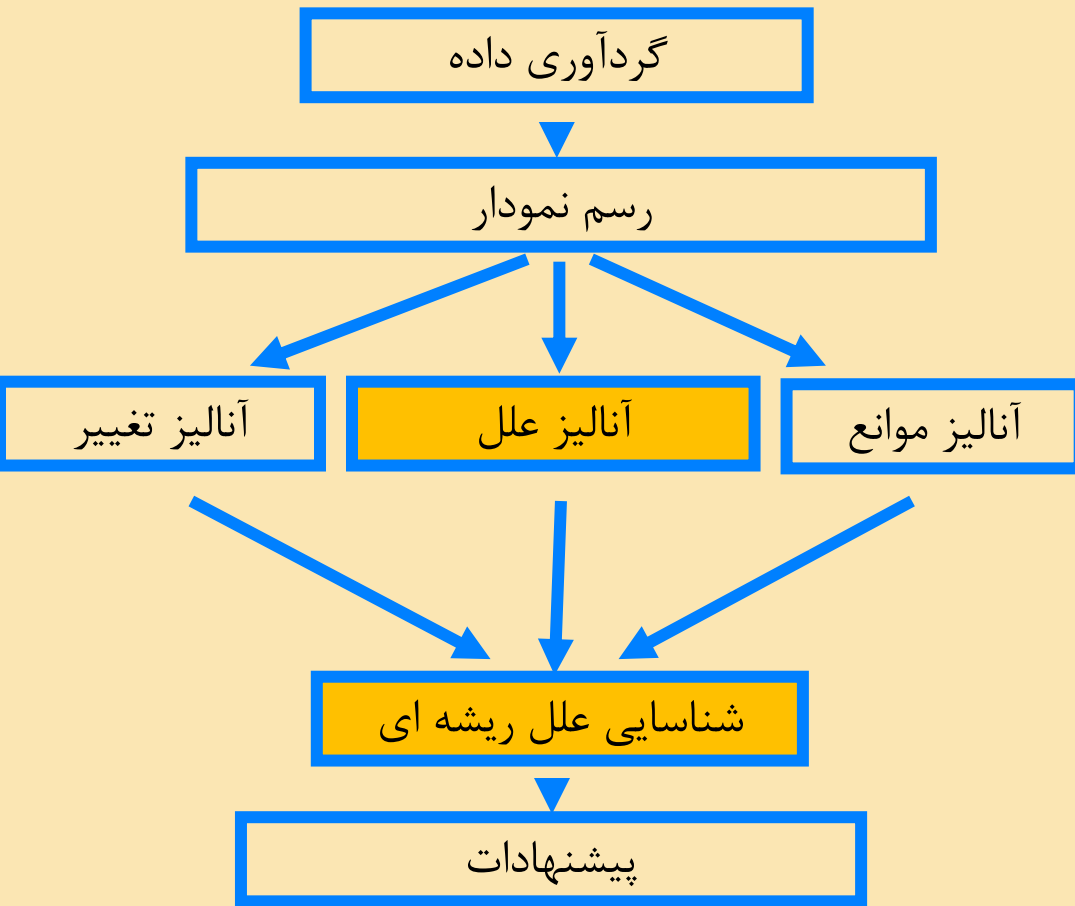 گردآوری داده
رسم نمودار
آنالیز موانع
آنالیز علل
آنالیز تغییر
شناسایی علل ریشه ای
پیشنهادات